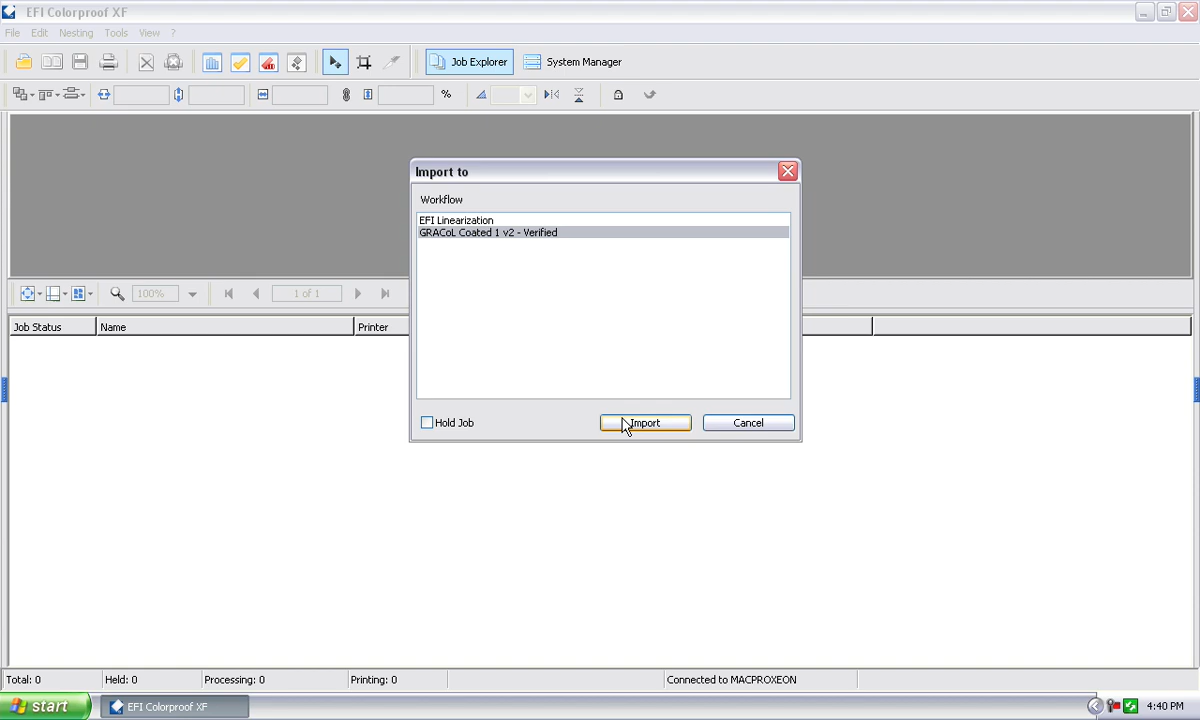 EFI Colorproof XF
File Edit Nesting Tools View ?
Job Explorer System Manager
%
Import to
Workflow
EFI Linearization
GRACoL Coated 1 v2 - Verified
100% 1 of 1
Job Status Name Printer
Hold Job Import Cancel
Total: 0 Held: 0 Processing: 0 Printing: 0 Connected to MACPROXEON
start EFI Colorproof XF 4:40 PM